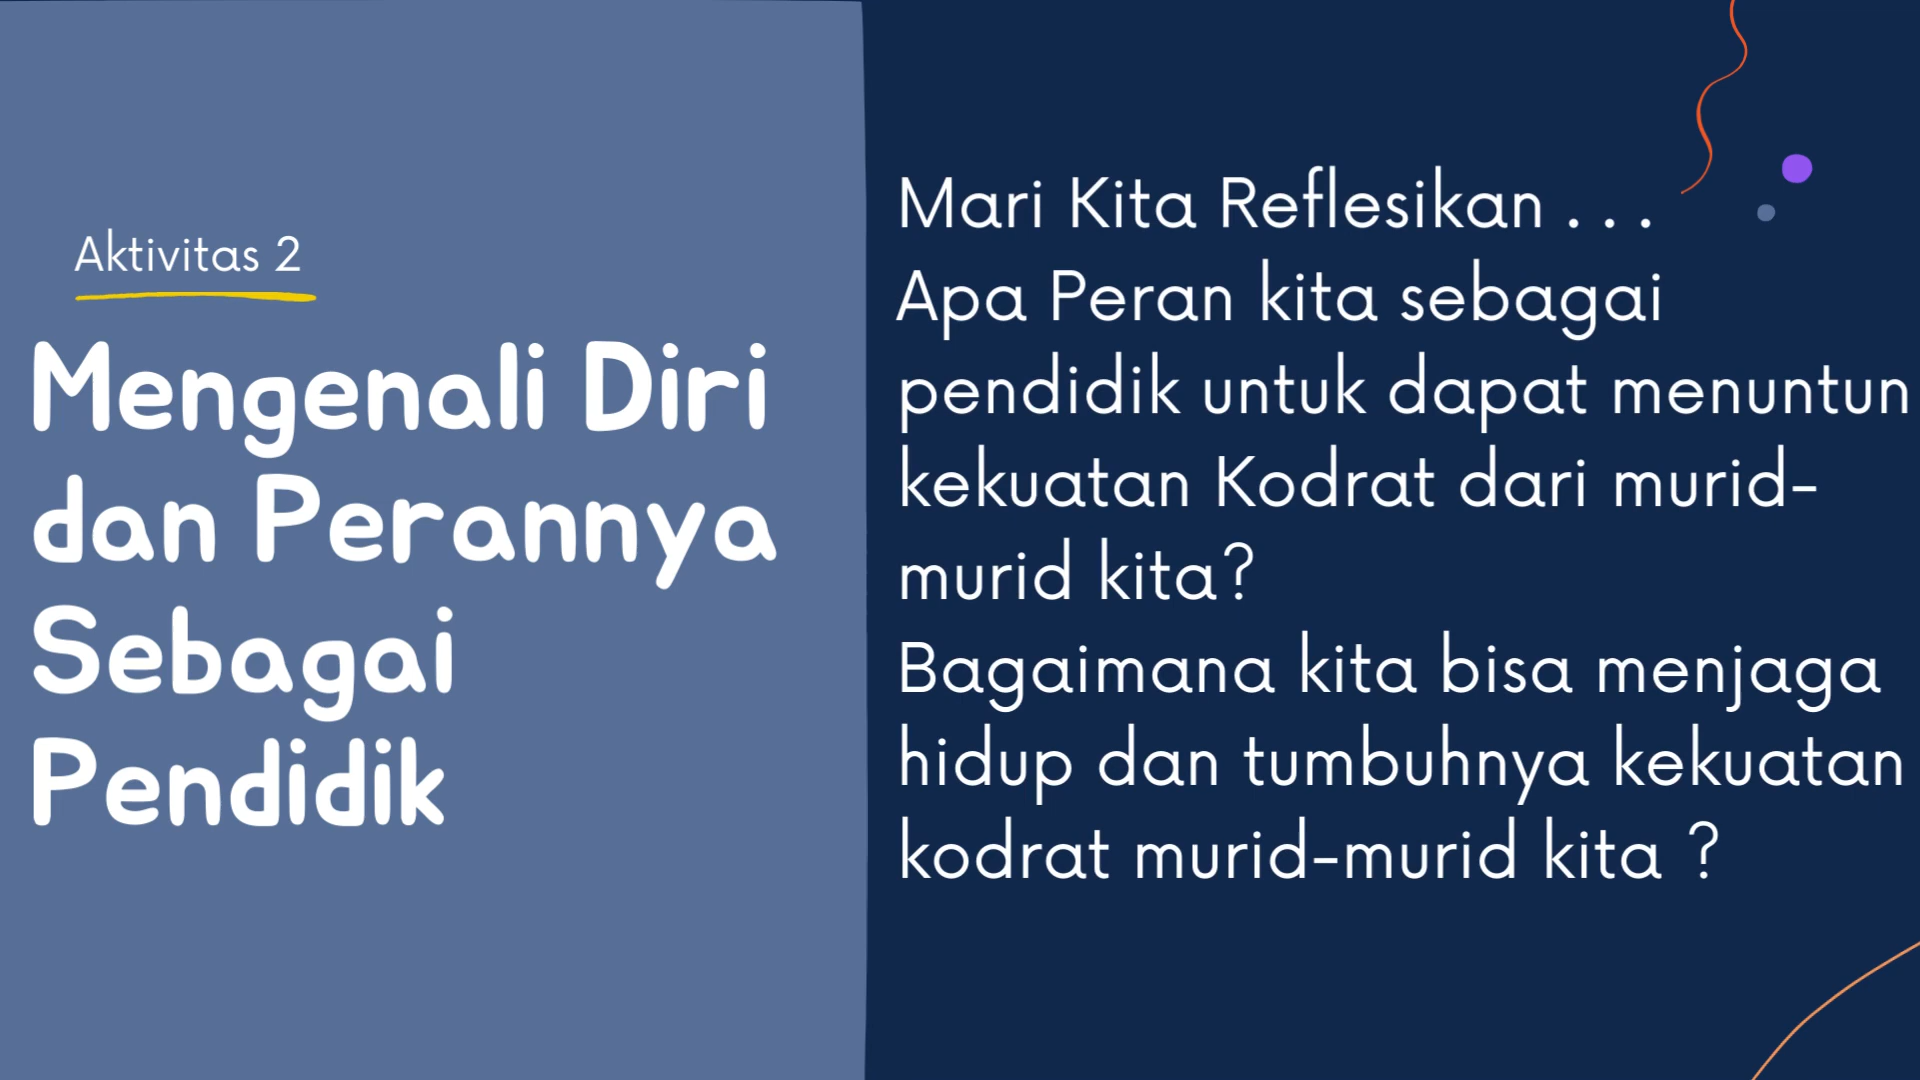 Aktivitas 2
Mengenali Diri
dan Perannya
Sebagai
Pendidik
Mari Kita Reflesikan . . .
Apa Peran kita sebagai
pendidik untuk dapat menuntun
kekuatan Kodrat dari murid-
murid kita?
Bagaimana kita bisa menjaga
hidup dan tumbuhnya kekuatan
kodrat murid-murid kita ?